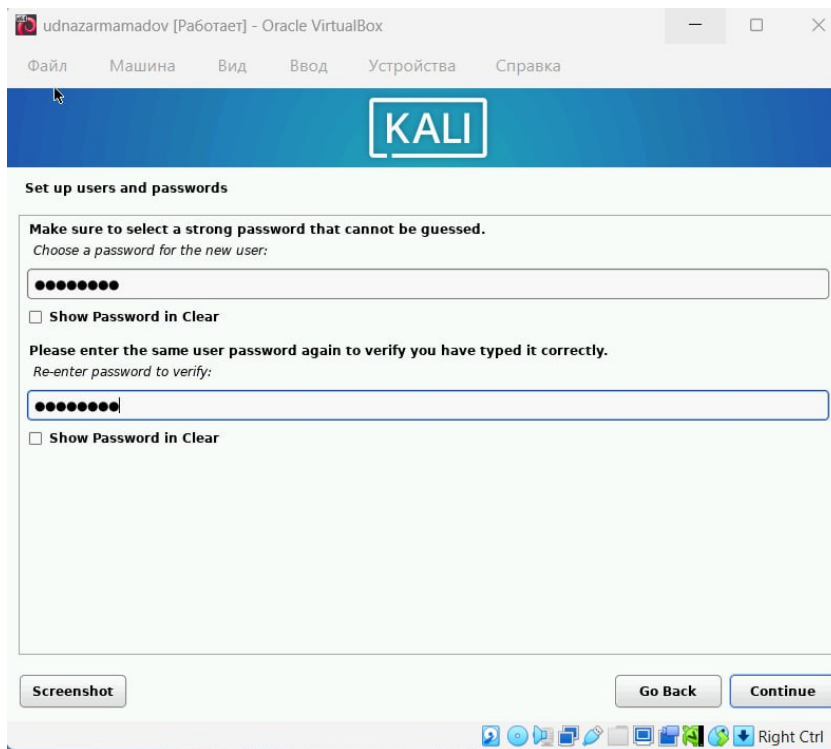 udnazarmamadov [Работает] - Oracle VirtualBox
Файл Машина Вид Ввод Устройства Справка
KALI
Set up users and passwords
Make sure to select a strong password that cannot be guessed.
Choose a password for the new user:
●●●●●●●●
Show Password in Clear
Please enter the same user password again to verify you have typed it correctly.
Re-enter password to verify:
●●●●●●●●
Show Password in Clear
Screenshot Go Back Continue
Right Ctrl